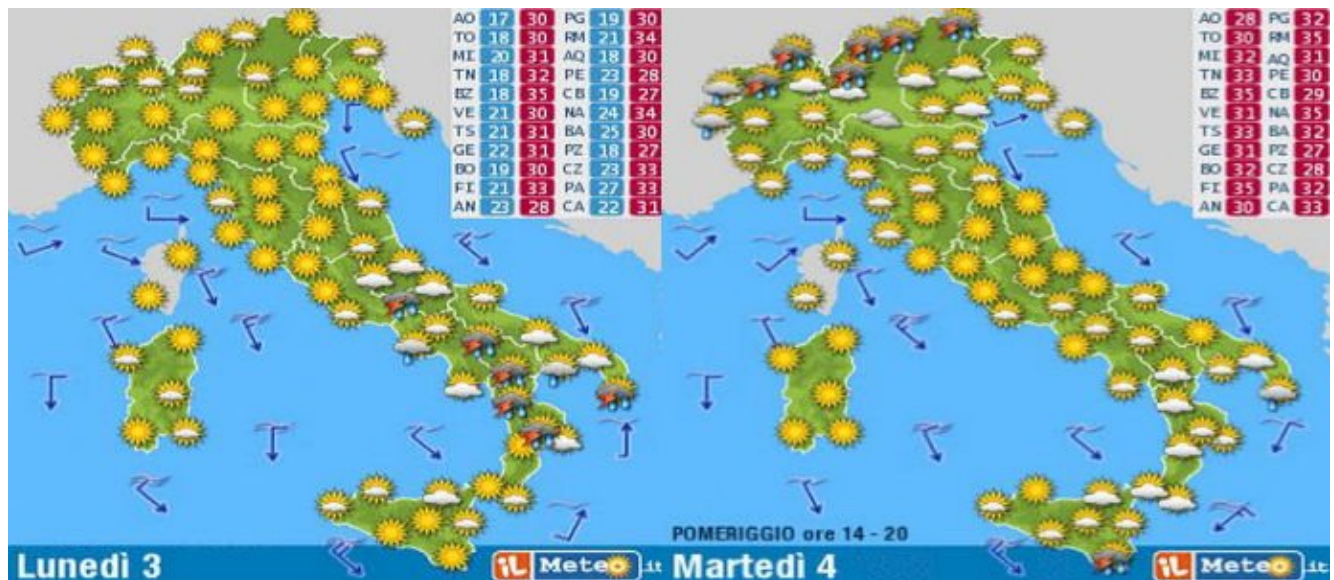 AO 17 30 PG 19 30
TO 18 30 RM 21 34
MI 20 31 AQ 18 30
TN 18 32 PE 23 28
BZ 18 35 CB 19 27
VE 21 30 NA 24 34
TS 21 31 BA 25 30
GE 22 31 PZ 18 27
BO 19 30 CZ 23 33
FI 21 33 PA 27 33
AN 23 28 CA 22 31
Lunedì 3
iL Meteo .it
AO 28 PG 32
TO 30 RM 35
MI 32 AQ 31
TN 33 PE 30
BZ 35 CB 29
VE 31 NA 35
TS 33 BA 32
GE 31 PZ 27
BO 32 CZ 28
FI 35 PA 32
AN 30 CA 33
POMERIGGIO ore 14 - 20
Martedì 4
iL Meteo .it